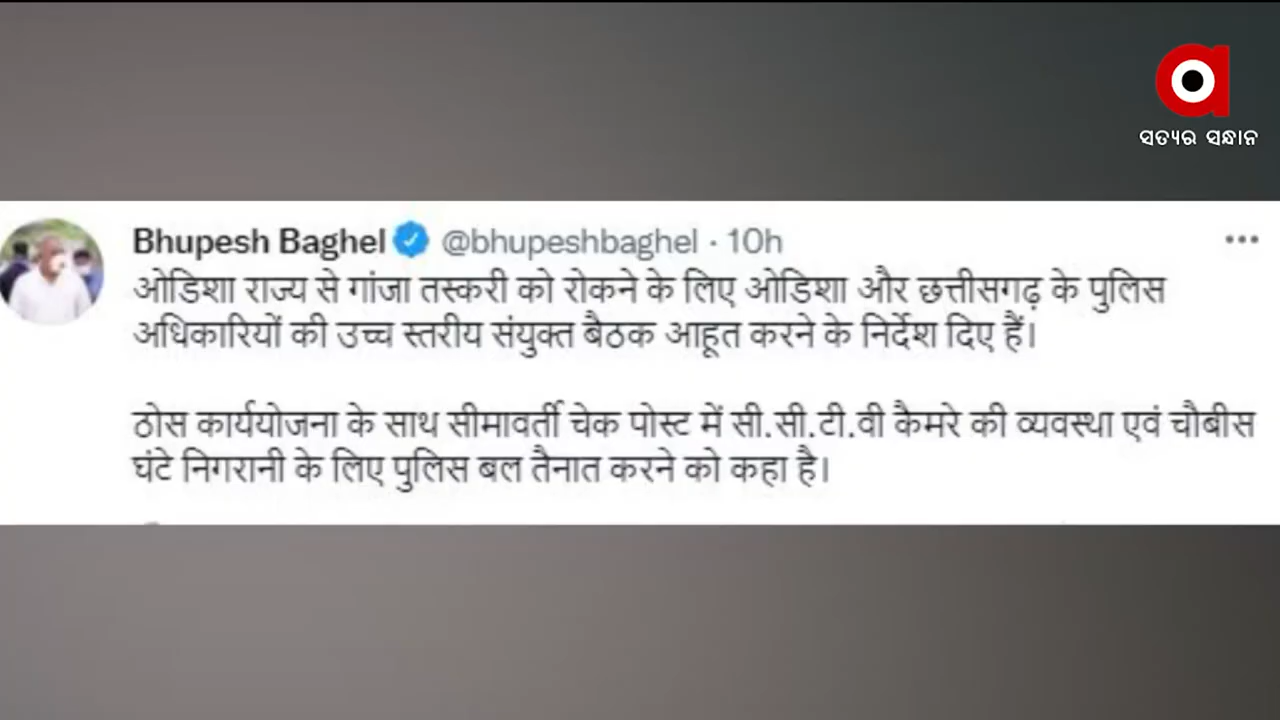 ସତ୍ୟର ସନ୍ଧାନ
Bhupesh Baghel @bhupeshbaghel · 10h
ओडिशा राज्य से गांजा तस्करी को रोकने के लिए ओडिशा और छत्तीसगढ़ के पुलिस
अधिकारियों की उच्च स्तरीय संयुक्त बैठक आहूत करने के निर्देश दिए हैं।
ठोस कार्ययोजना के साथ सीमावर्ती चेक पोस्ट में सी.सी.टी.वी कैमरे की व्यवस्था एवं चौबीस
घंटे निगरानी के लिए पुलिस बल तैनात करने को कहा है।